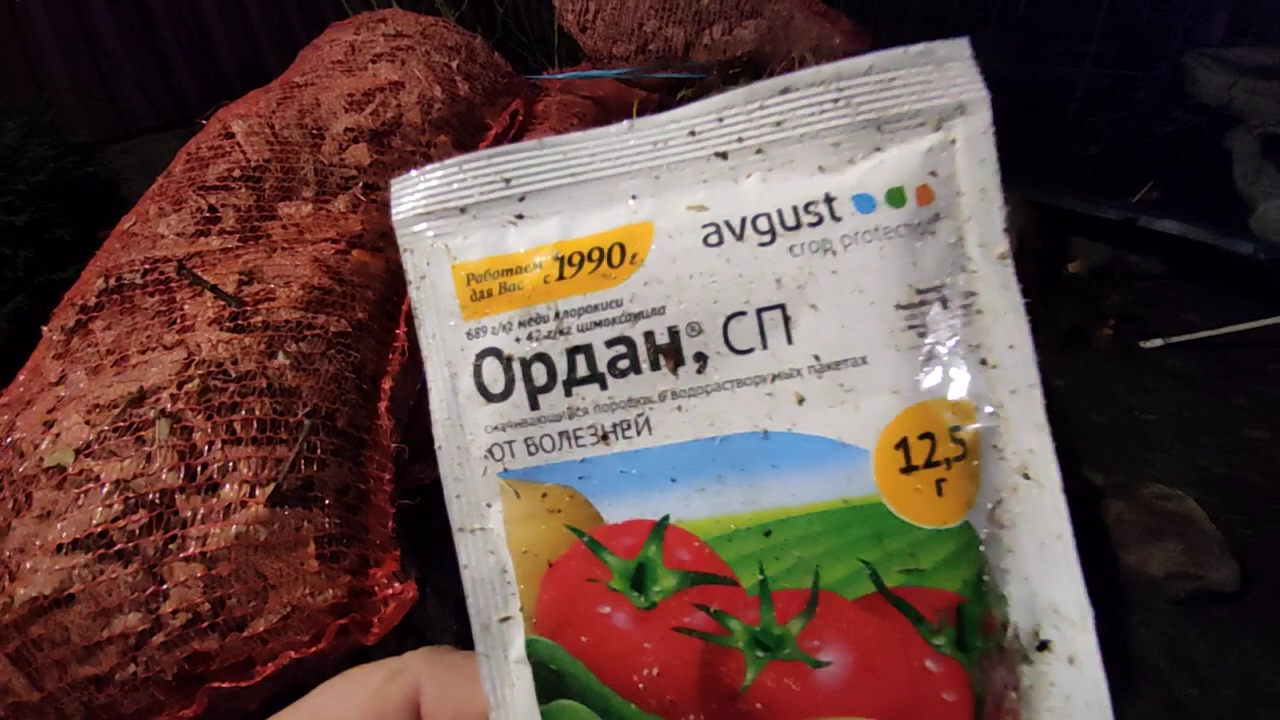 avgust
crop protection
Работаем
для Вас с 1990 г.
689 г/кг меди хлорокиси
+ 42 г/кг цимоксанила
Ордан®, СП
смачивающийся порошок в водорастворимых пакетах
ОТ БОЛЕЗНЕЙ
12,5
г